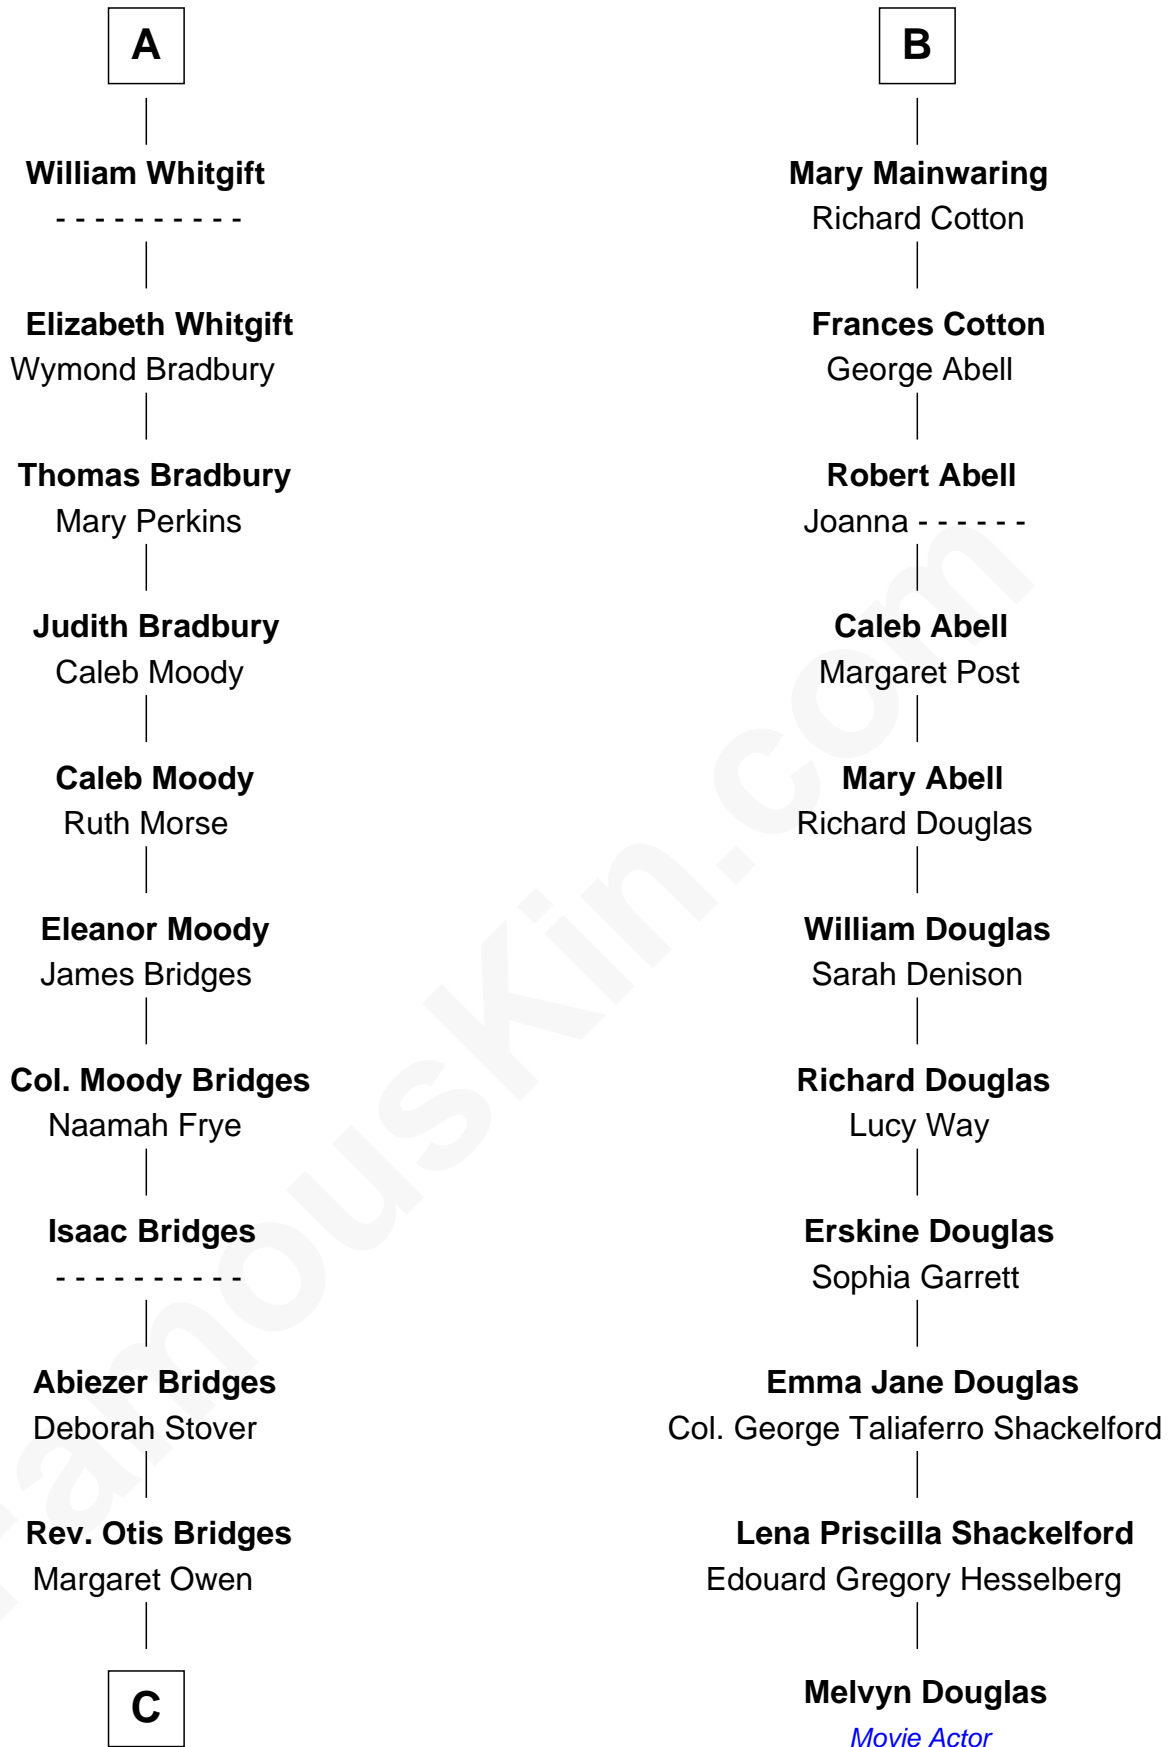 A
William Whitgift
- - - - - - - - - -
Elizabeth Whitgift
Wymond Bradbury
Thomas Bradbury
Mary Perkins
Judith Bradbury
Caleb Moody
Caleb Moody
Ruth Morse
Eleanor Moody
James Bridges
Col. Moody Bridges
Naamah Frye
Isaac Bridges
- - - - - - - - - -
Abiezer Bridges
Deborah Stover
Rev. Otis Bridges
Margaret Owen
C
B
Mary Mainwaring
Richard Cotton
Frances Cotton
George Abell
Robert Abell
Joanna - - - - - -
Caleb Abell
Margaret Post
Mary Abell
Richard Douglas
William Douglas
Sarah Denison
Richard Douglas
Lucy Way
Erskine Douglas
Sophia Garrett
Emma Jane Douglas
Col. George Taliaferro Shackelford
Lena Priscilla Shackelford
Edouard Gregory Hesselberg
Melvyn Douglas
Movie Actor
FamousKin.com